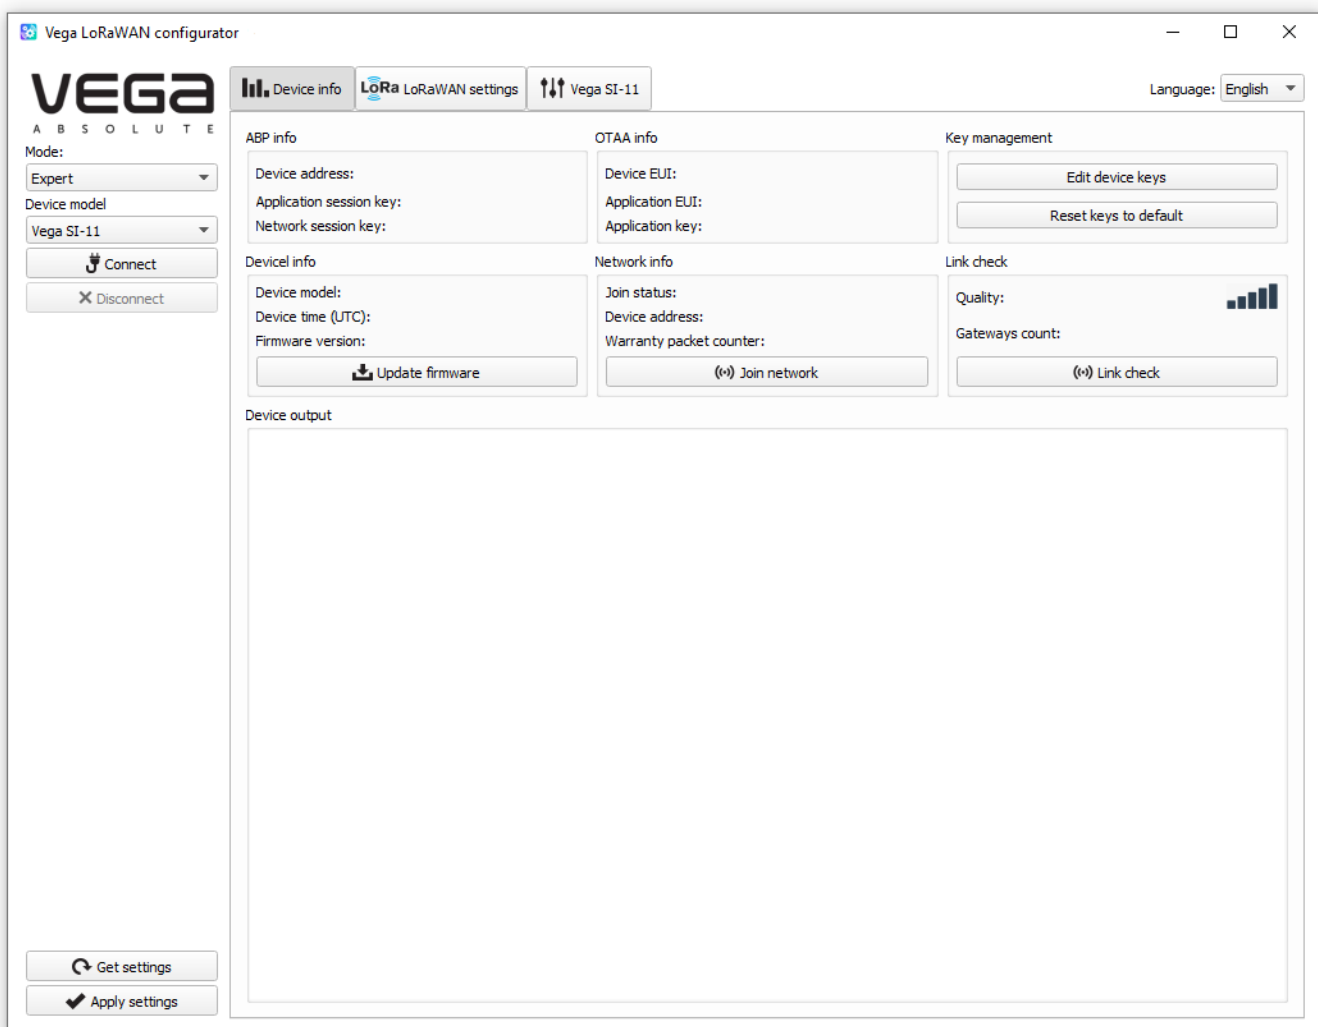 Vega LoRaWAN configurator
VEGA
ABSOLUTE
Mode:
Expert
Device model
Vega SI-11
Connect
Disconnect
Get settings
Apply settings
Device info
LoRa LoRaWAN settings
Vega SI-11
Language: English
ABP info
Device address:
Application session key:
Network session key:
OTAA info
Device EUI:
Application EUI:
Application key:
Key management
Edit device keys
Reset keys to default
Devicel info
Device model:
Device time (UTC):
Firmware version:
Update firmware
Network info
Join status:
Device address:
Warranty packet counter:
Join network
Link check
Quality:
Gateways count:
Link check
Device output